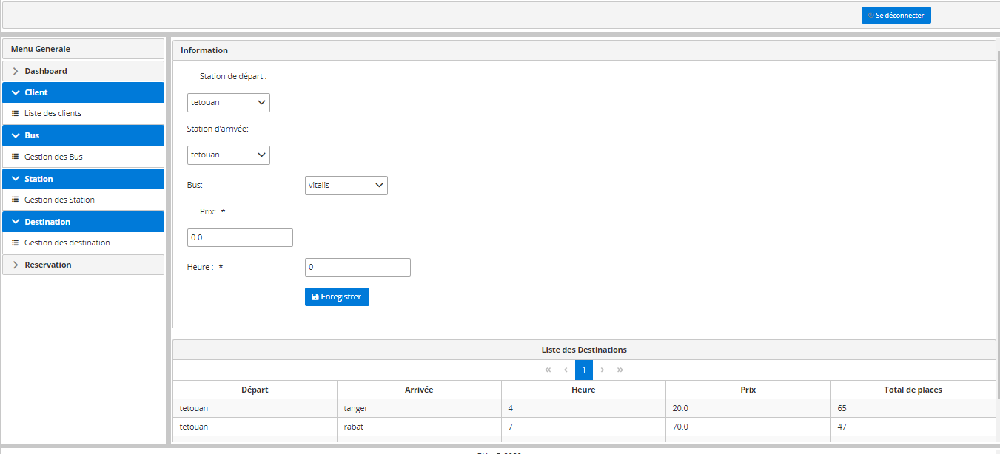 Se déconnecter
Menu Generale
Dashboard
Client
Liste des clients
Bus
Gestion des Bus
Station
Gestion des Station
Destination
Gestion des destination
Reservation
Information
Station de départ :
tetouan
Station d'arrivée:
tetouan
Bus: vitalis
Prix: *
0.0
Heure : * 0
Enregistrer
Liste des Destinations
1
Départ Arrivée Heure Prix Total de places
tetouan tanger 4 20.0 65
tetouan rabat 7 70.0 47